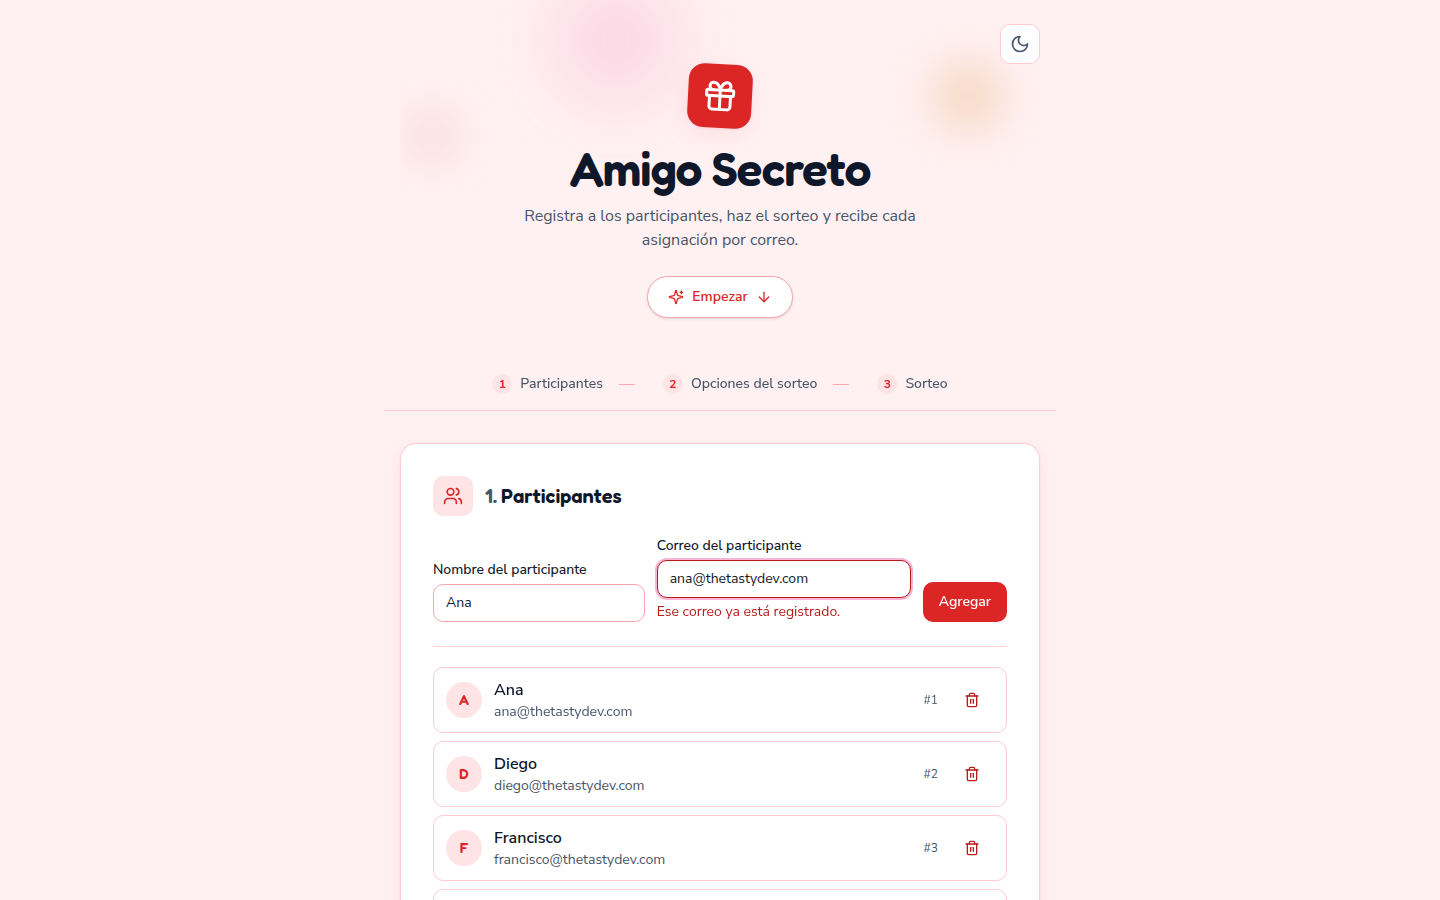 Amigo Secreto
Registra a los participantes, haz el sorteo y recibe cada
asignación por correo.
Empezar
1 Participantes
2 Opciones del sorteo
3 Sorteo
1. Participantes
Nombre del participante
Ana
Correo del participante
ana@thetastydev.com
Ese correo ya está registrado.
Agregar
A
Ana
ana@thetastydev.com
#1
D
Diego
diego@thetastydev.com
#2
F
Francisco
francisco@thetastydev.com
#3